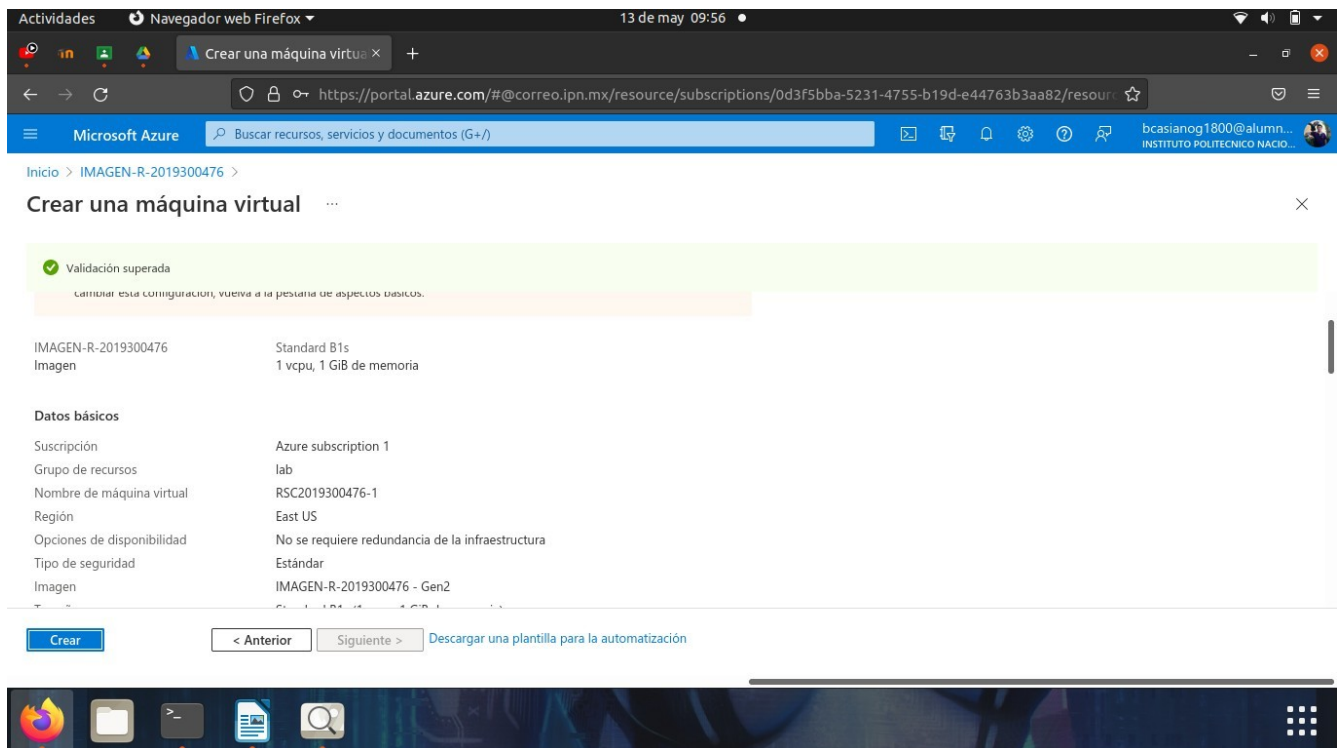 Actividades Navegador web Firefox 13 de may 09:56
Crear una máquina virtua
https://portal.azure.com/#@correo.ipn.mx/resource/subscriptions/0d3f5bba-5231-4755-b19d-e44763b3aa82/resourc
Microsoft Azure Buscar recursos, servicios y documentos (G+/) bcasianog1800@alumn...
INSTITUTO POLITECNICO NACIO...
Inicio > IMAGEN-R-2019300476 >
Crear una máquina virtual ...
Validación superada
cambiar esta configuración, vuelva a la pestaña de aspectos básicos.
IMAGEN-R-2019300476 Standard B1s
Imagen 1 vcpu, 1 GiB de memoria
Datos básicos
Suscripción Azure subscription 1
Grupo de recursos lab
Nombre de máquina virtual RSC2019300476-1
Región East US
Opciones de disponibilidad No se requiere redundancia de la infraestructura
Tipo de seguridad Estándar
Imagen IMAGEN-R-2019300476 - Gen2
Crear < Anterior Siguiente > Descargar una plantilla para la automatización